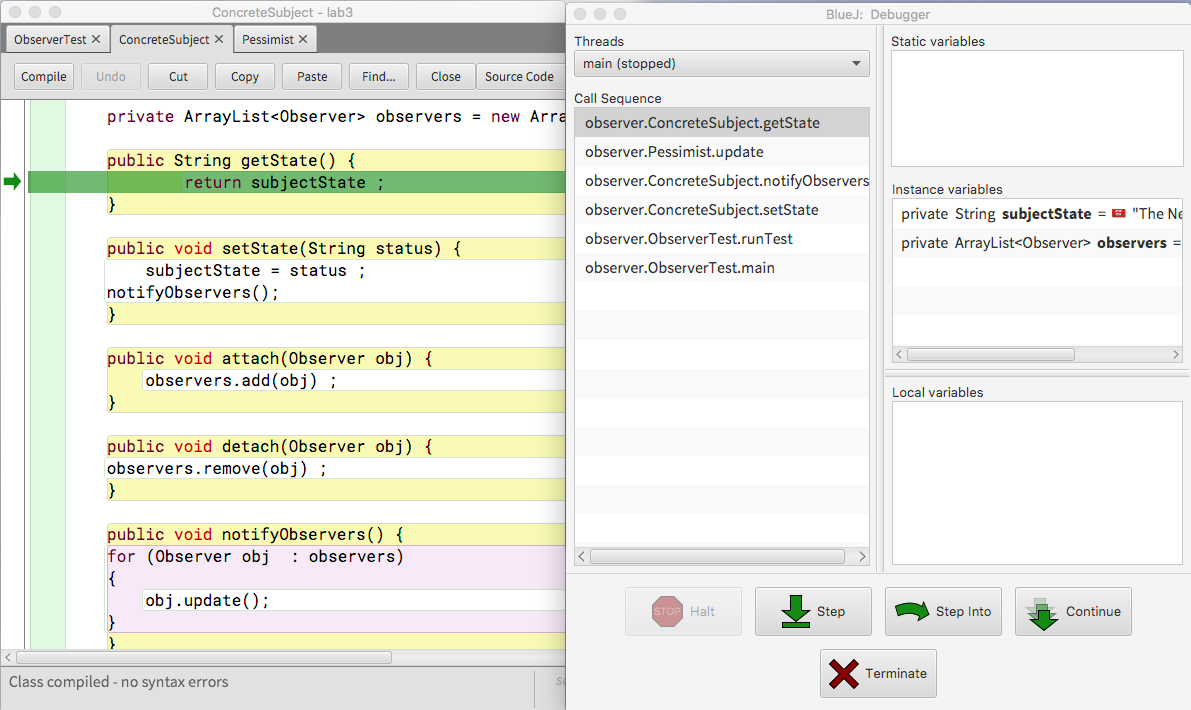 ConcreteSubject - lab3
ObserverTest ✕ ConcreteSubject ✕ Pessimist ✕
Compile Undo Cut Copy Paste Find... Close Source Code
private ArrayList<Observer> observers = new Arra
public String getState() {
return subjectState ;
}
public void setState(String status) {
subjectState = status ;
notifyObservers();
}
public void attach(Observer obj) {
observers.add(obj) ;
}
public void detach(Observer obj) {
observers.remove(obj) ;
}
public void notifyObservers() {
for (Observer obj  : observers)
{
obj.update();
}
}
Class compiled - no syntax errors
BlueJ: Debugger
Threads
main (stopped)
Call Sequence
observer.ConcreteSubject.getState
observer.Pessimist.update
observer.ConcreteSubject.notifyObservers
observer.ConcreteSubject.setState
observer.ObserverTest.runTest
observer.ObserverTest.main
Static variables
Instance variables
private String subjectState = "The Ne
private ArrayList<Observer> observers =
Local variables
STOP Halt
Step
Step Into
Continue
Terminate